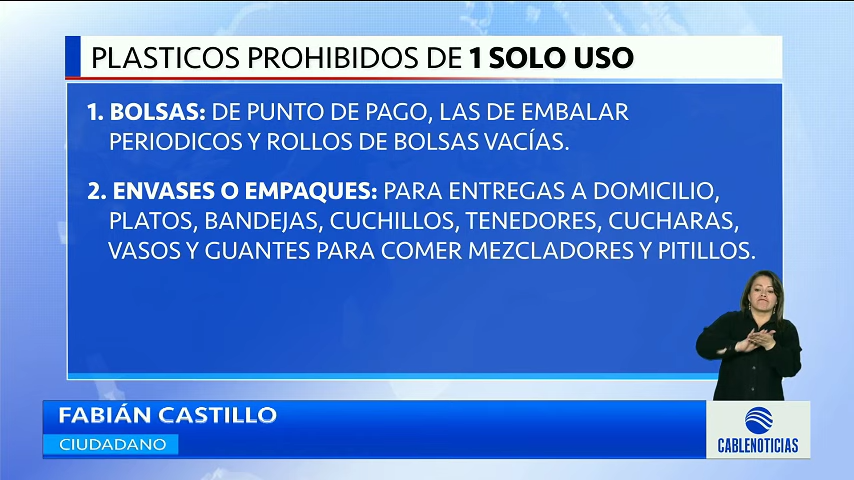 PLASTICOS PROHIBIDOS DE 1 SOLO USO
1. BOLSAS: DE PUNTO DE PAGO, LAS DE EMBALAR
PERIODICOS Y ROLLOS DE BOLSAS VACÍAS.
2. ENVASES O EMPAQUES: PARA ENTREGAS A DOMICILIO,
PLATOS, BANDEJAS, CUCHILLOS, TENEDORES, CUCHARAS,
VASOS Y GUANTES PARA COMER MEZCLADORES Y PITILLOS.
FABIÁN CASTILLO
CIUDADANO
CABLENOTICIAS